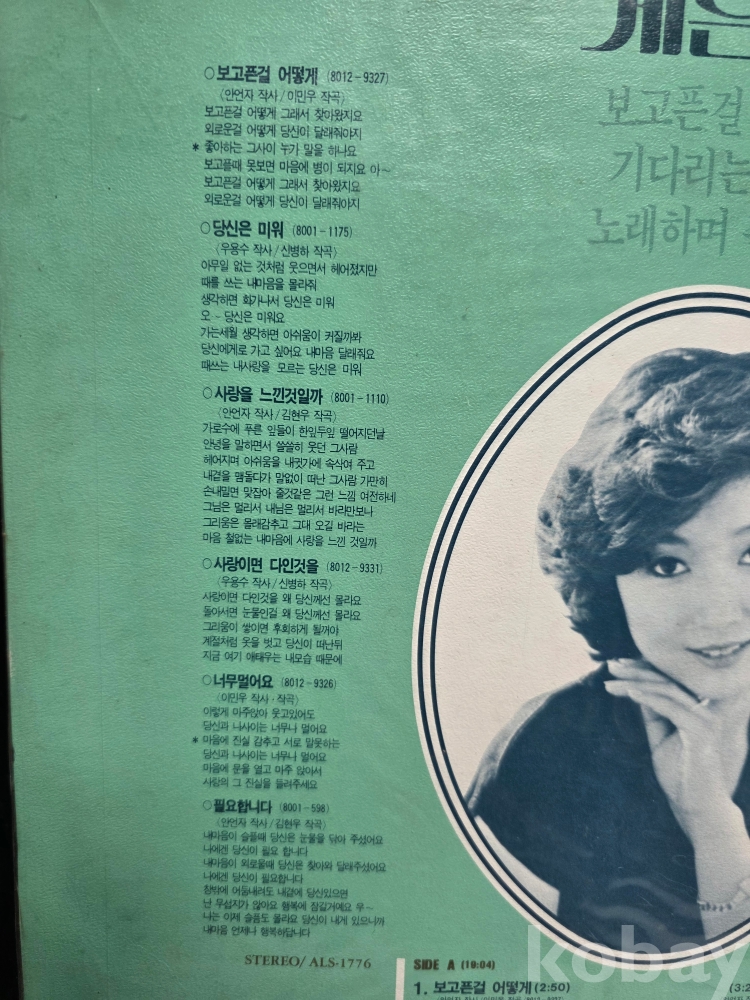 계은
보고픈걸
기다리는
노래하며
○보고픈걸 어떻게 (8012-9327)
(안언자 작사/이민우 작곡)
보고픈걸 어떻게 그래서 찾아왔지요
외로운걸 어떻게 당신이 달래줘야지
* 좋아하는 그사이 누가 말을 하나요
보고플때 못보면 마음에 병이 되지요 아~
보고픈걸 어떻게 그래서 찾아왔지요
외로운걸 어떻게 당신이 달래줘야지
○당신은 미워 (8001-1175)
(우용수 작사/신병하 작곡)
아무일 없는 것처럼 웃으면서 헤어졌지만
때를 쓰는 내마음을 몰라줘
생각하면 화가나서 당신은 미워
오~당신은 미워요
가는세월 생각하면 아쉬움이 커질까봐
당신에게로 가고 싶어요 내마음 달래줘요
때쓰는 내사랑을 모르는 당신은 미워
○사랑을 느낀것일까 (8001-1110)
(안언자 작사/김현우 작곡)
가로수에 푸른 잎들이 한잎두잎 떨어지던날
안녕을 말하면서 쓸쓸히 웃던 그사람
헤어지며 아쉬움을 내귓가에 속삭여 주고
내곁을 맴돌다가 말없이 떠난 그사람 가만히
손내밀면 맞잡아 줄것같은 그런 느낌 여전하네
그님은 멀리서 내님은 멀리서 바라만보나
그리움은 몰래감추고 그대 오길 바라는
마음 철없는 내마음에 사랑을 느낀 것일까
○사랑이면 다인것을 (8012-9331)
(우용수 작사/신병하 작곡)
사랑이면 다인것을 왜 당신께선 몰라요
돌아서면 눈물인걸 왜 당신께선 몰라요
그리움이 쌓이면 후회하게 될꺼야
계절처럼 옷을 벗고 당신이 떠난뒤
지금 여기 애태우는 내모습 때문에
○너무멀어요 (8012-9326)
(이민우 작사·작곡)
이렇게 마주앉아 웃고있어도
당신과 나사이는 너무나 멀어요
* 마음에 진실 감추고 서로 말못하는
당신과 나사이는 너무나 멀어요
마음에 문을 열고 마주 앉아서
사랑의 그 진실을 들려주세요
○필요합니다 (8001-598)
(안언자 작사/김현우 작곡)
내마음이 슬플때 당신은 눈물을 닦아 주셨어요
나에겐 당신이 필요 합니다
내마음이 외로울때 당신은 찾아와 달래주셨어요
나에겐 당신이 필요합니다
창밖에 어둠내려도 내곁에 당신있으면
난 무섭지가 않아요 행복에 잠길거예요 우~
나는 이제 슬픔도 몰라요 당신이 내게 있으니까
내마음 언제나 행복하답니다
STEREO/ALS-1776
SIDE A (19:04)
1. 보고픈걸 어떻게(2:50)
kobay